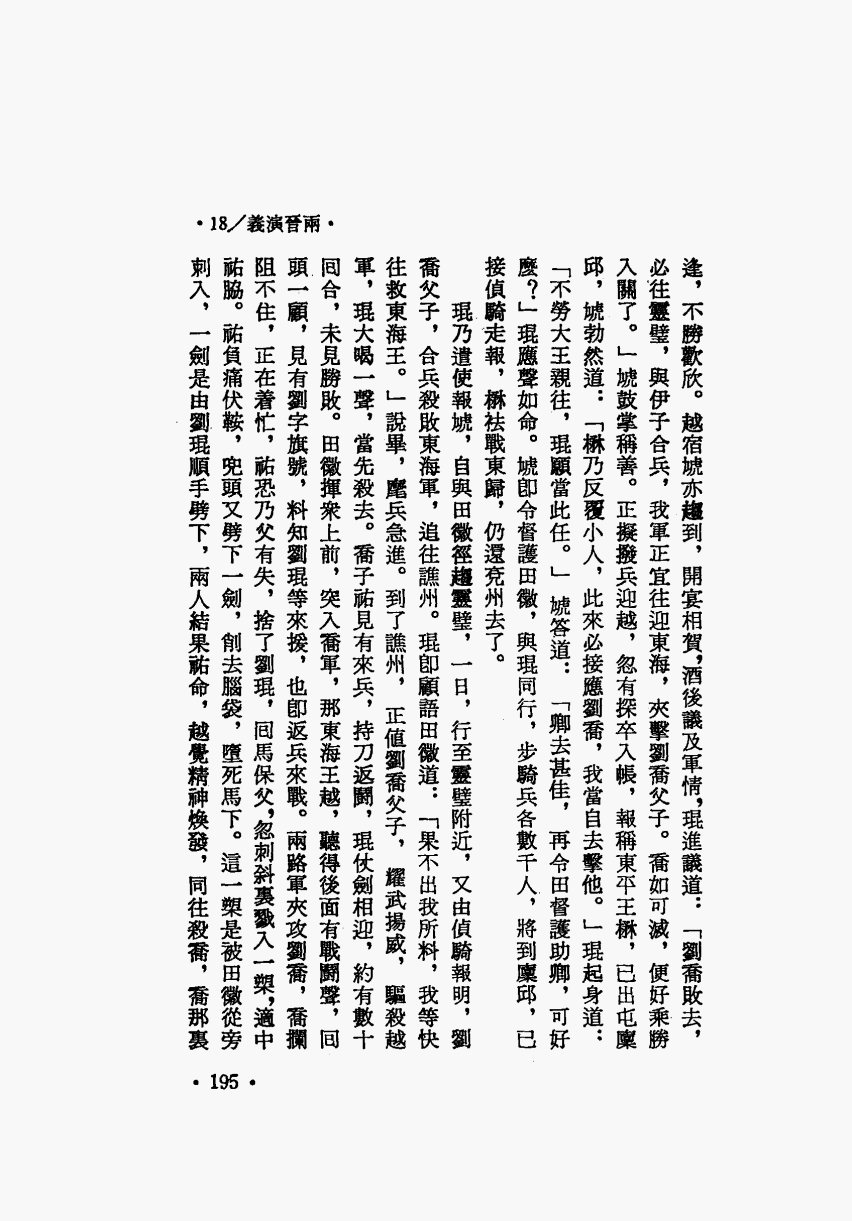 ・兩晉演義／18・
逢，不勝歡欣。越宿虓亦趨到，開宴相賀，酒後議及軍情，琨進議道：「劉喬敗去，
必往靈璧，與伊子合兵，我軍正宜往迎東海，夾擊劉喬父子。喬如可滅，便好乘勝
入關了。」虓鼓掌稱善。正擬撥兵迎越，忽有探卒入帳，報稱東平王楙，已出屯廩
邱，虓勃然道：「楙乃反覆小人，此來必接應劉喬，我當自去擊他。」琨起身道：
「不勞大王親往，琨願當此任。」虓答道：「卿去甚佳，再令田督護助卿，可好
麼？」琨應聲如命。虓卽令督護田徽，與琨同行，步騎兵各數千人，將到廩邱，已
接偵騎走報，楙袪戰東歸，仍還兗州去了。
琨乃遣使報虓，自與田徽徑趨靈璧，一日，行至靈璧附近，又由偵騎報明，劉
喬父子，合兵殺敗東海軍，追往譙州。琨卽顧語田徽道：「果不出我所料，我等快
往救東海王。」說畢，麾兵急進。到了譙州，正值劉喬父子，耀武揚威，驅殺越
軍，琨大喝一聲，當先殺去。喬子祐見有來兵，持刀返鬪，琨仗劍相迎，約有數十
囘合，未見勝敗。田徽揮衆上前，突入喬軍，那東海王越，聽得後面有戰鬪聲，囘
頭一顧，見有劉字旗號，料知劉琨等來援，也卽返兵來戰。兩路軍夾攻劉喬，喬攔
阻不住，正在着忙，祐恐乃父有失，捨了劉琨，囘馬保父，忽刺斜裏戳入一槊，適中
祐脇。祐負痛伏鞍，兜頭又劈下一劍，削去腦袋，墮死馬下。這一槊是被田徽從旁
刺入，一劍是由劉琨順手劈下，兩人結果祐命，越覺精神煥發，同往殺喬，喬那裏
・195・